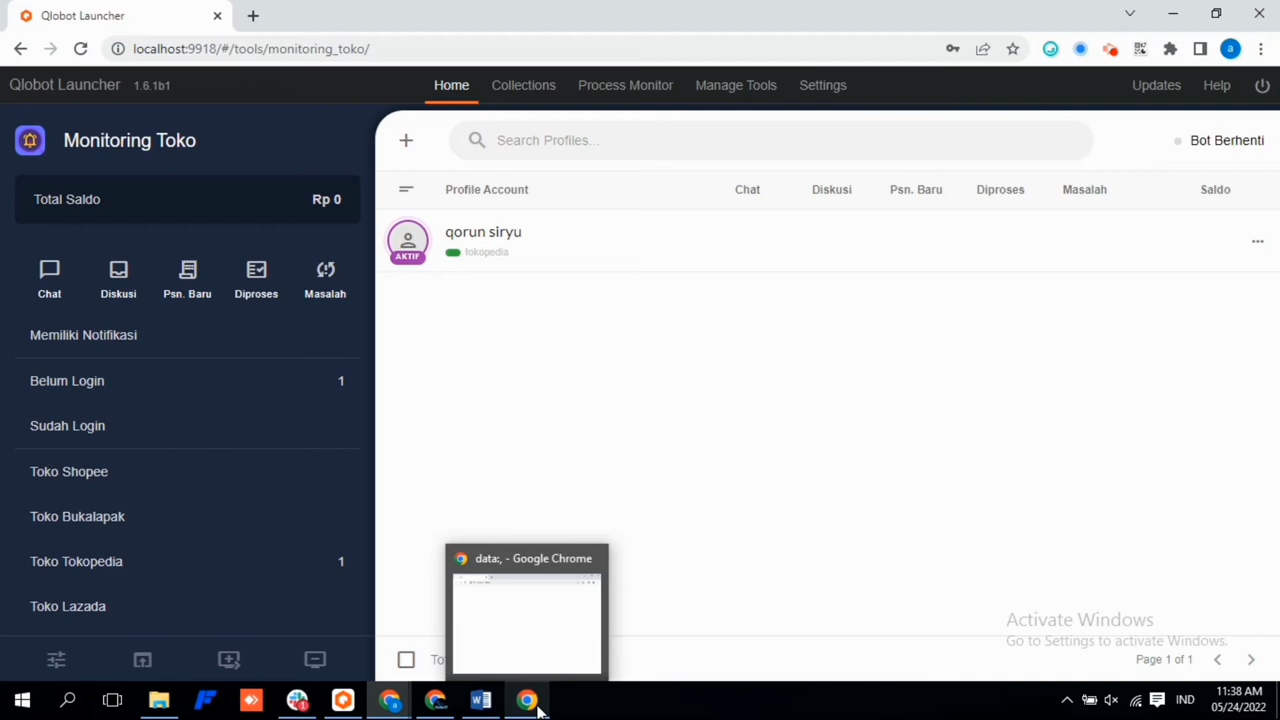 Qlobot Launcher
localhost:9918/#/tools/monitoring_toko/
a
Qlobot Launcher 1.6.1b1
Home Collections Process Monitor Manage Tools Settings Updates Help
Monitoring Toko
Search Profiles...
Bot Berhenti
Total Saldo Rp 0
Profile Account Chat Diskusi Psn. Baru Diproses Masalah Saldo
qorun siryu
AKTIF
tokopedia
Chat Diskusi Psn. Baru Diproses Masalah
Memiliki Notifikasi
Belum Login 1
Sudah Login
Toko Shopee
Toko Bukalapak
Toko Tokopedia 1
Toko Lazada
data:, - Google Chrome
Activate Windows
Go to Settings to activate Windows.
Page 1 of 1
IND
11:38 AM
05/24/2022